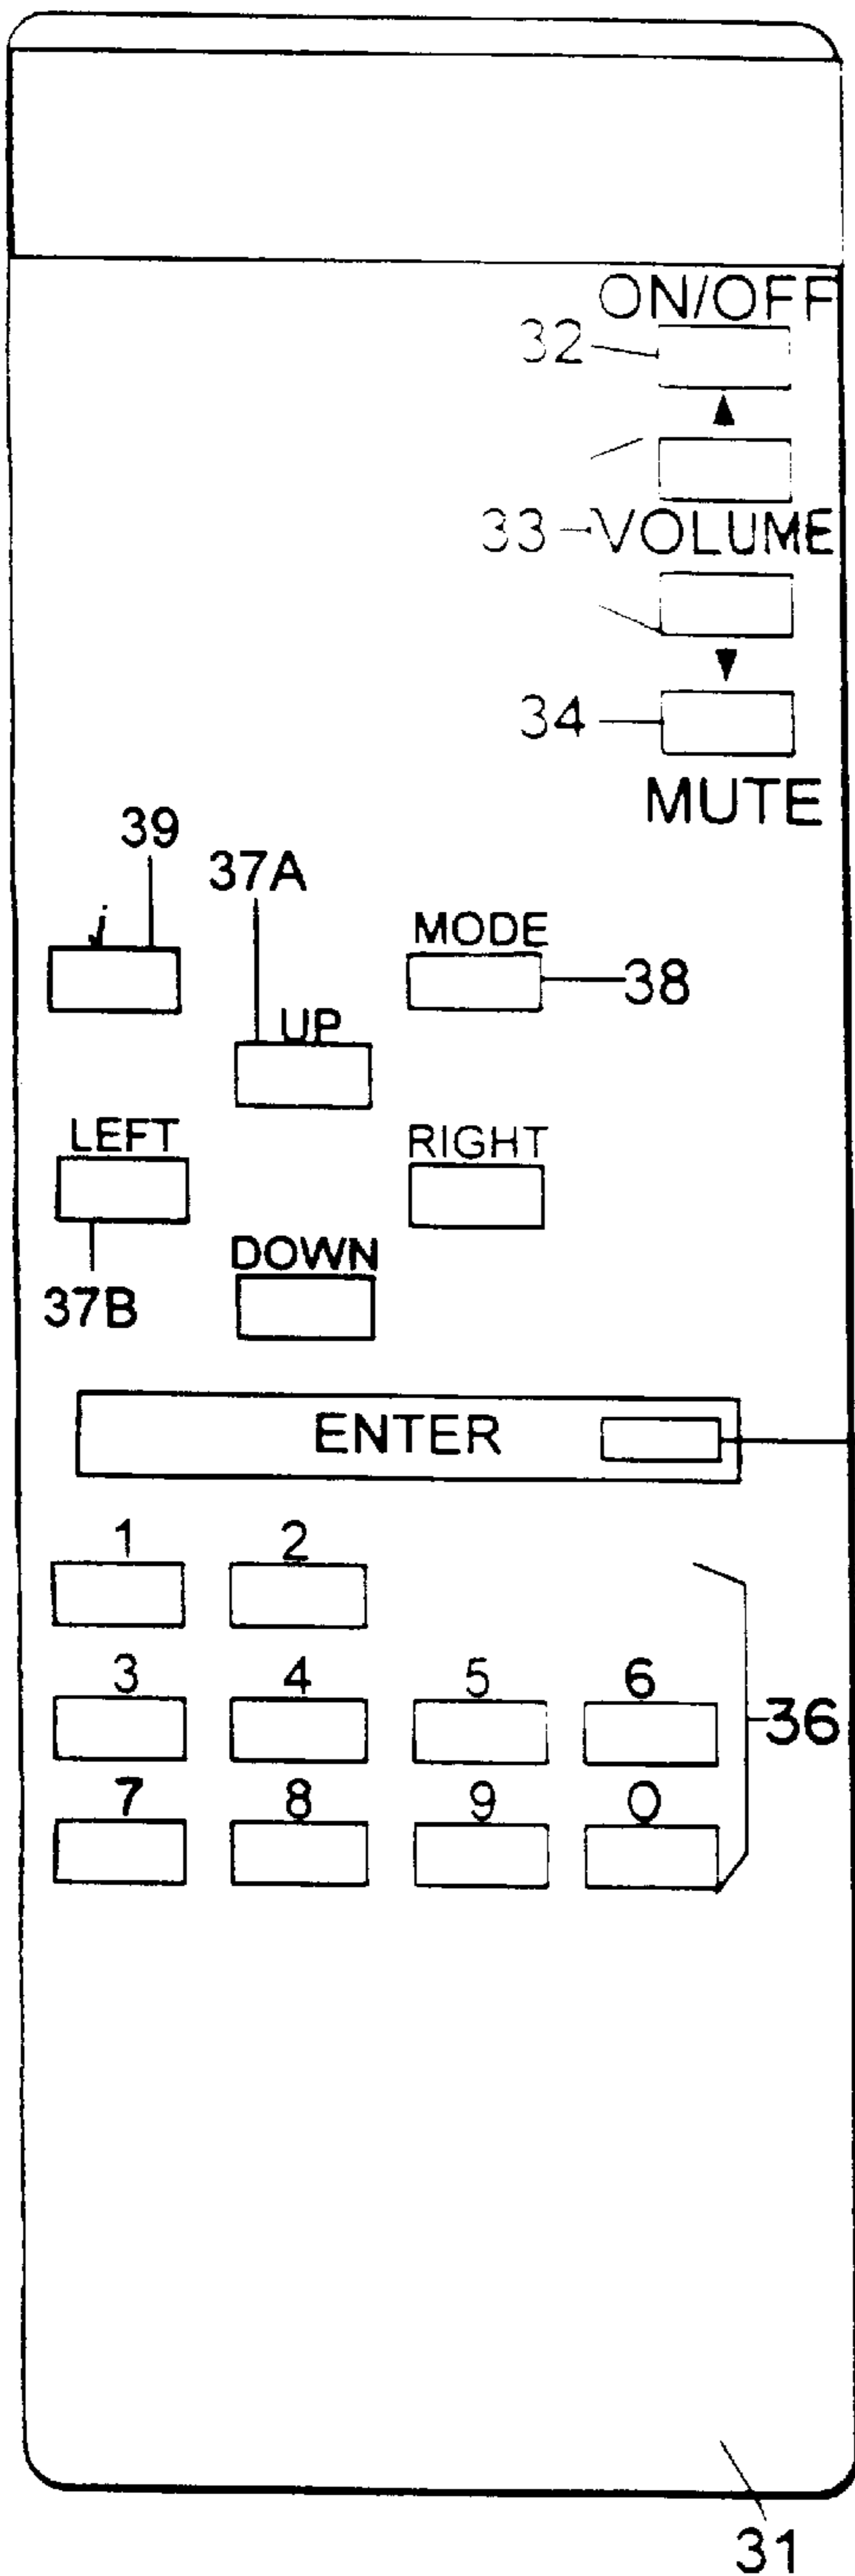 ON/OFF
32
33 VOLUME
34
MUTE
39
37A
i
MODE
38
UP
LEFT
RIGHT
DOWN
37B
ENTER
1 2
3 4 5 6
36
7 8 9 0
31